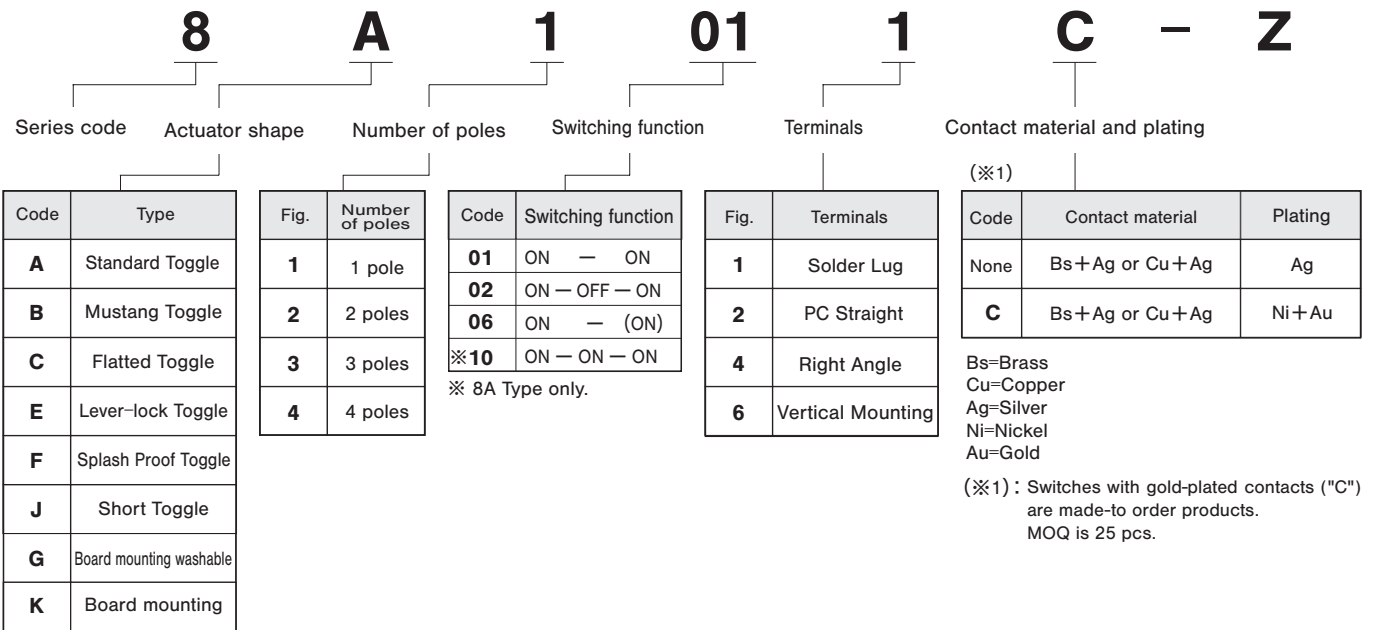 8 A 1 01 1 C – Z
Series code Actuator shape Number of poles Switching function Terminals Contact material and plating
(※1)
Code Type
A Standard Toggle
B Mustang Toggle
C Flatted Toggle
E Lever-lock Toggle
F Splash Proof Toggle
J Short Toggle
G Board mounting washable
K Board mounting
Fig. Number of poles
1 1 pole
2 2 poles
3 3 poles
4 4 poles
Code Switching function
01 ON — ON
02 ON — OFF — ON
06 ON — (ON)
※10 ON — ON — ON
※ 8A Type only.
Fig. Terminals
1 Solder Lug
2 PC Straight
4 Right Angle
6 Vertical Mounting
Code Contact material Plating
None Bs+Ag or Cu+Ag Ag
C Bs+Ag or Cu+Ag Ni+Au
Bs=Brass
Cu=Copper
Ag=Silver
Ni=Nickel
Au=Gold
(※1): Switches with gold-plated contacts ("C")
are made-to order products.
MOQ is 25 pcs.